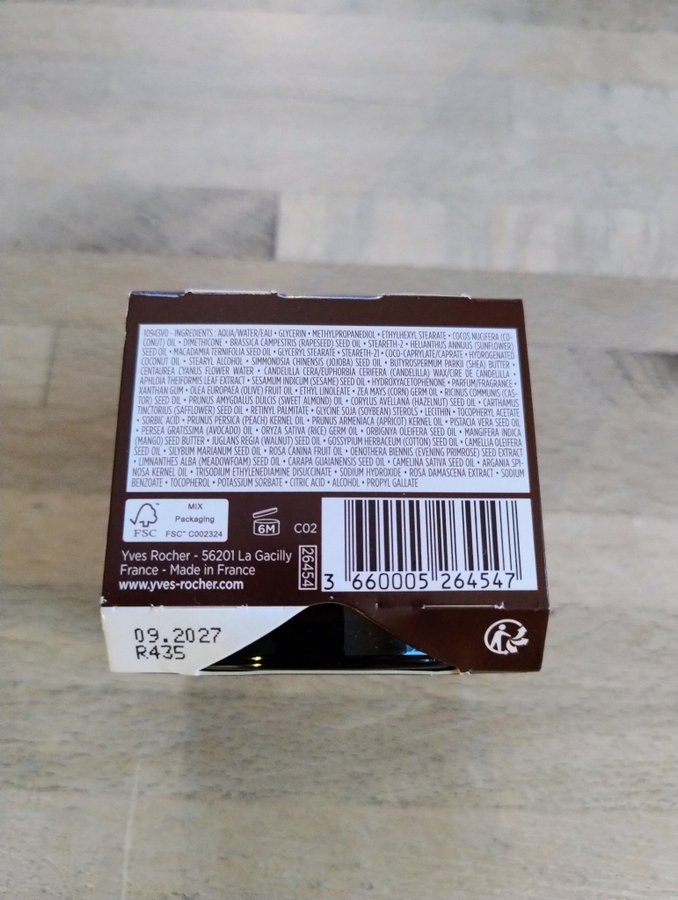 10943V0 - INGREDIENTS : AQUA/WATER/EAU • GLYCERIN • METHYLPROPANEDIOL • ETHYLHEXYL STEARATE • COCOS NUCIFERA (CO-
CONUT) OIL • DIMETHICONE • BRASSICA CAMPESTRIS (RAPESEED) SEED OIL • STEARETH-2 • HELIANTHUS ANNUUS (SUNFLOWER)
SEED OIL • MACADAMIA TERNIFOLIA SEED OIL • GLYCERYL STEARATE • STEARETH-21 • COCO-CAPRYLATE/CAPRATE • HYDROGENATED
COCONUT OIL • STEARYL ALCOHOL • SIMMONDSIA CHINENSIS (JOJOBA) SEED OIL • BUTYROSPERMUM PARKII (SHEA) BUTTER •
CENTAUREA CYANUS FLOWER WATER • CANDELILLA CERA/EUPHORBIA CERIFERA (CANDELILLA) WAX/CIRE DE CANDELILLA •
APHLOIA THEIFORMIS LEAF EXTRACT • SESAMUM INDICUM (SESAME) SEED OIL • HYDROXYACETOPHENONE • PARFUM/FRAGRANCE •
XANTHAN GUM • OLEA EUROPAEA (OLIVE) FRUIT OIL • ETHYL LINOLEATE • ZEA MAYS (CORN) GERM OIL • RICINUS COMMUNIS (CAS-
TOR) SEED OIL • PRUNUS AMYGDALUS DULCIS (SWEET ALMOND) OIL • CORYLUS AVELLANA (HAZELNUT) SEED OIL • CARTHAMUS
TINCTORIUS (SAFFLOWER) SEED OIL • RETINYL PALMITATE • GLYCINE SOJA (SOYBEAN) STEROLS • LECITHIN • TOCOPHERYL ACETATE
• SORBIC ACID • PRUNUS PERSICA (PEACH) KERNEL OIL • PRUNUS ARMENIACA (APRICOT) KERNEL OIL • PISTACIA VERA SEED OIL
• PERSEA GRATISSIMA (AVOCADO) OIL • ORYZA SATIVA (RICE) GERM OIL • ORBIGNYA OLEIFERA SEED OIL • MANGIFERA INDICA
(MANGO) SEED BUTTER • JUGLANS REGIA (WALNUT) SEED OIL • GOSSYPIUM HERBACEUM (COTTON) SEED OIL • CAMELLIA OLEIFERA
SEED OIL • SILYBUM MARIANUM SEED OIL • ROSA CANINA FRUIT OIL • OENOTHERA BIENNIS (EVENING PRIMROSE) SEED EXTRACT
• LIMNANTHES ALBA (MEADOWFOAM) SEED OIL • CARAPA GUAIANENSIS SEED OIL • CAMELINA SATIVA SEED OIL • ARGANIA SPI-
NOSA KERNEL OIL • TRISODIUM ETHYLENEDIAMINE DISUCCINATE • SODIUM HYDROXIDE • ROSA DAMASCENA EXTRACT • SODIUM
BENZOATE • TOCOPHEROL • POTASSIUM SORBATE • CITRIC ACID • ALCOHOL • PROPYL GALLATE
MIX
Packaging
FSC
FSC™ C002324
6M
C02
Yves Rocher - 56201 La Gacilly
France - Made in France
www.yves-rocher.com
26454
3 660005 264547
09.2027
R435